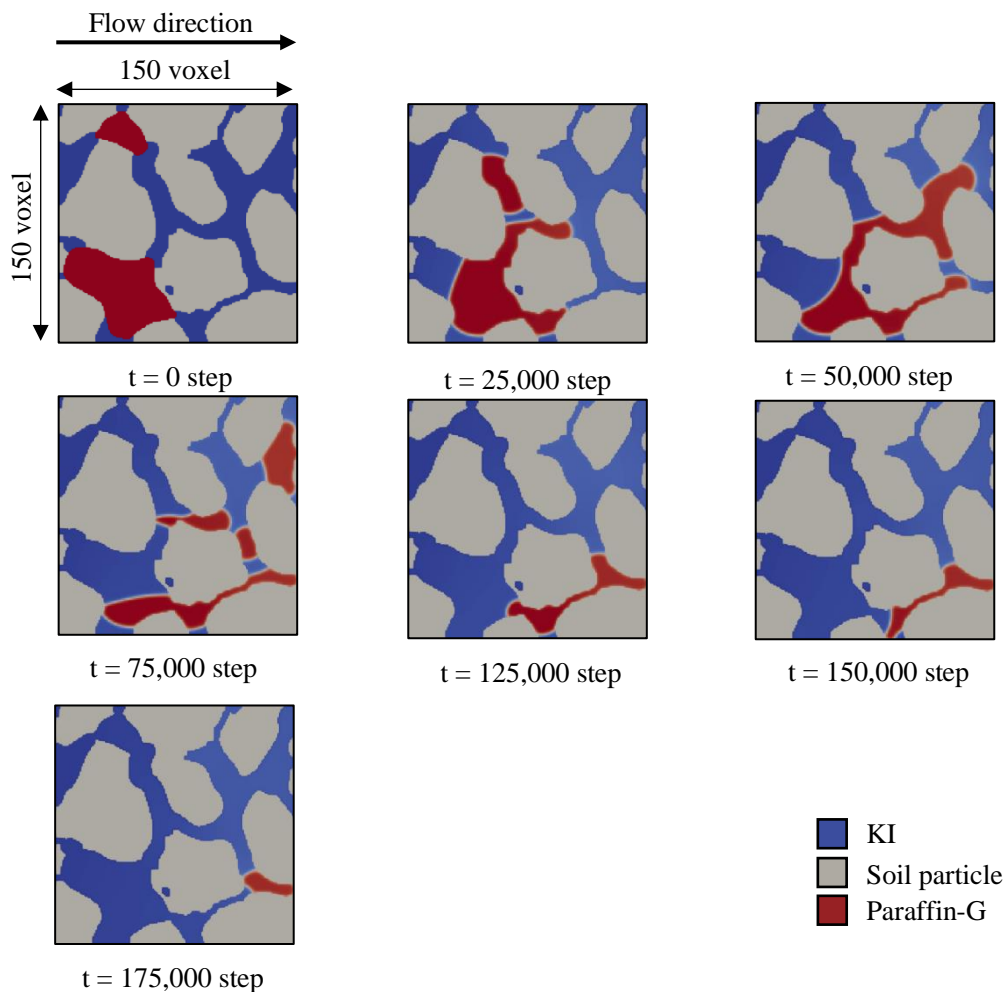 Flow direction
150 voxel
150 voxel
t = 0 step
t = 25,000 step
t = 50,000 step
t = 75,000 step
t = 125,000 step
t = 150,000 step
t = 175,000 step
KI
Soil particle
Paraffin-G